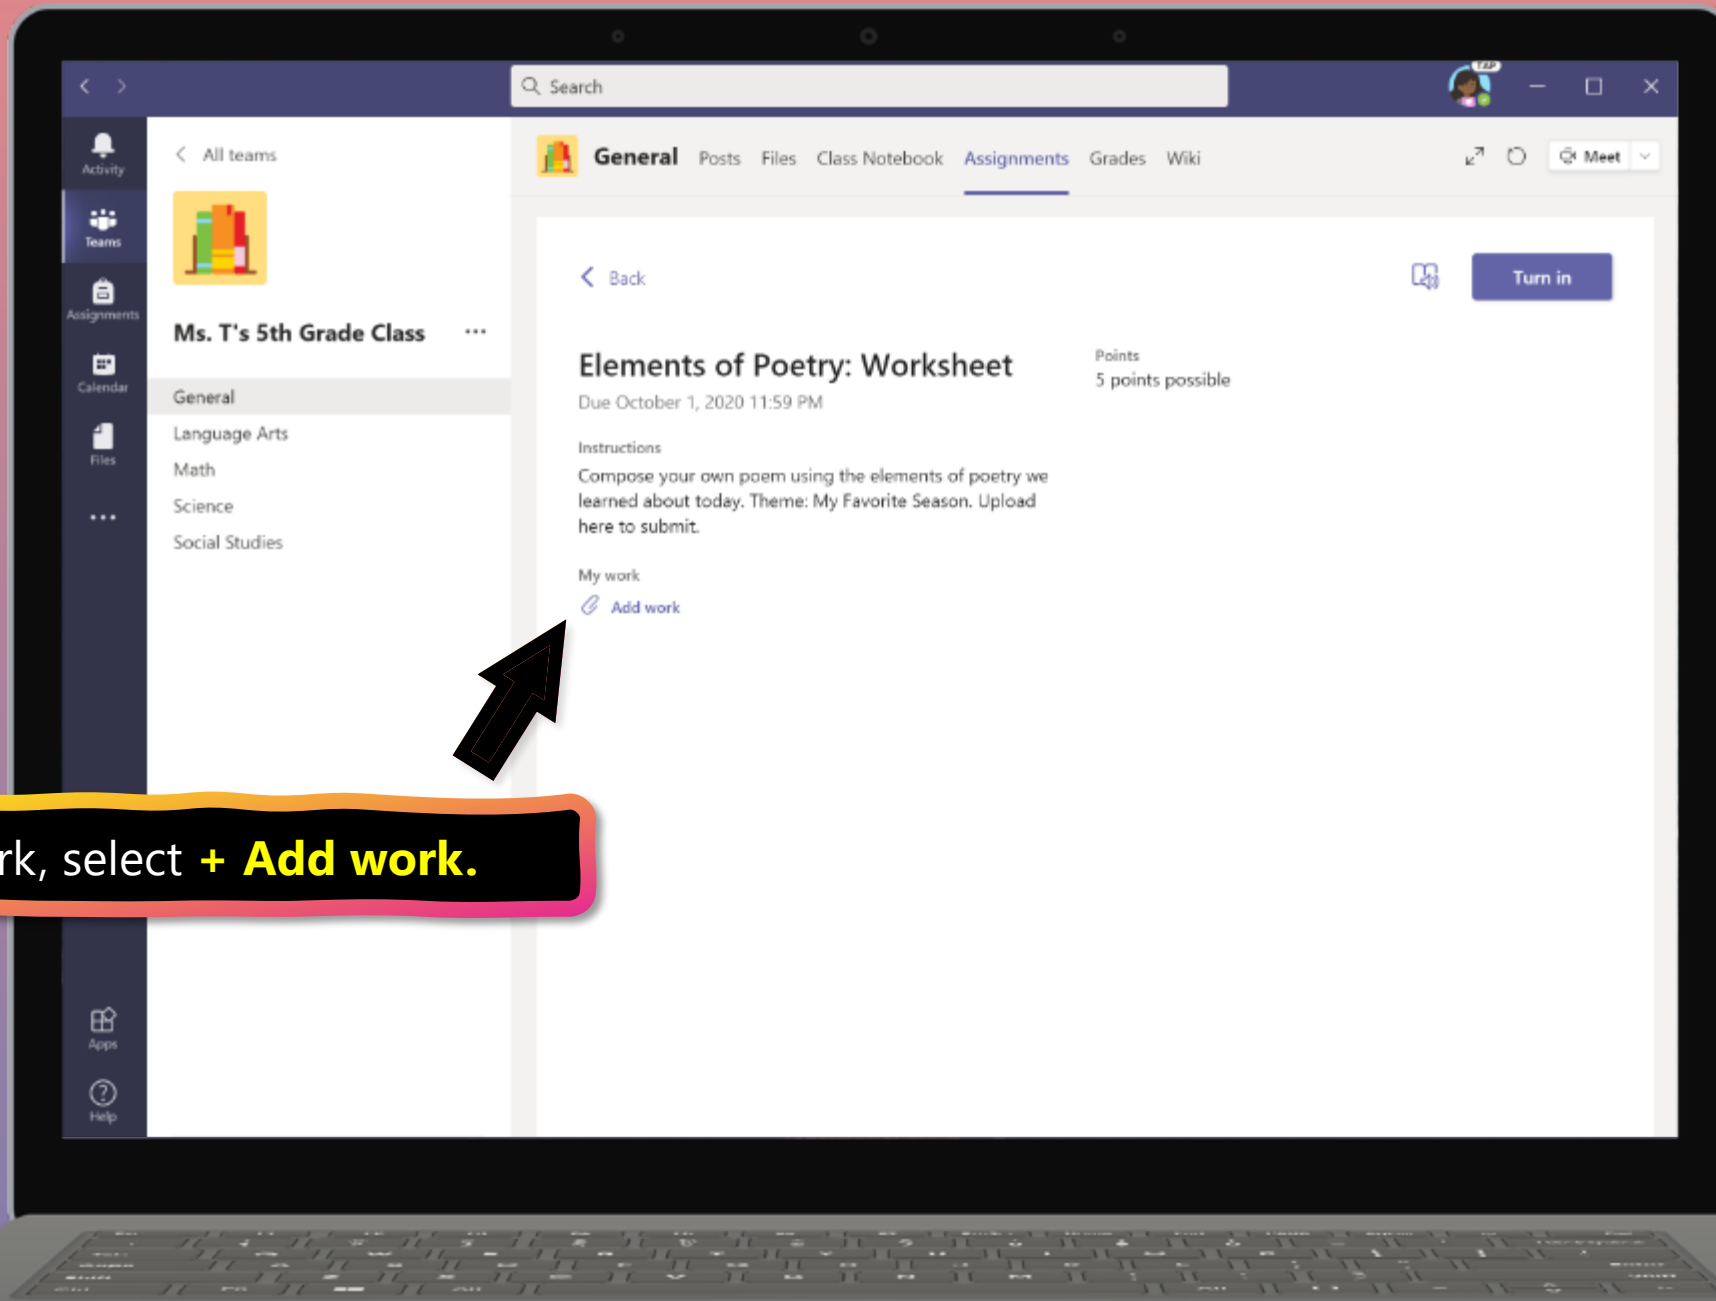 Search
TAP
Activity
Teams
Assignments
Calendar
Files
Apps
Help
All teams
Ms. T's 5th Grade Class
General
Language Arts
Math
Science
Social Studies
General Posts Files Class Notebook Assignments Grades Wiki
Meet
Back
Turn in
Elements of Poetry: Worksheet
Due October 1, 2020 11:59 PM
Points
5 points possible
Instructions
Compose your own poem using the elements of poetry we
learned about today. Theme: My Favorite Season. Upload
here to submit.
My work
Add work
rk, select + Add work.